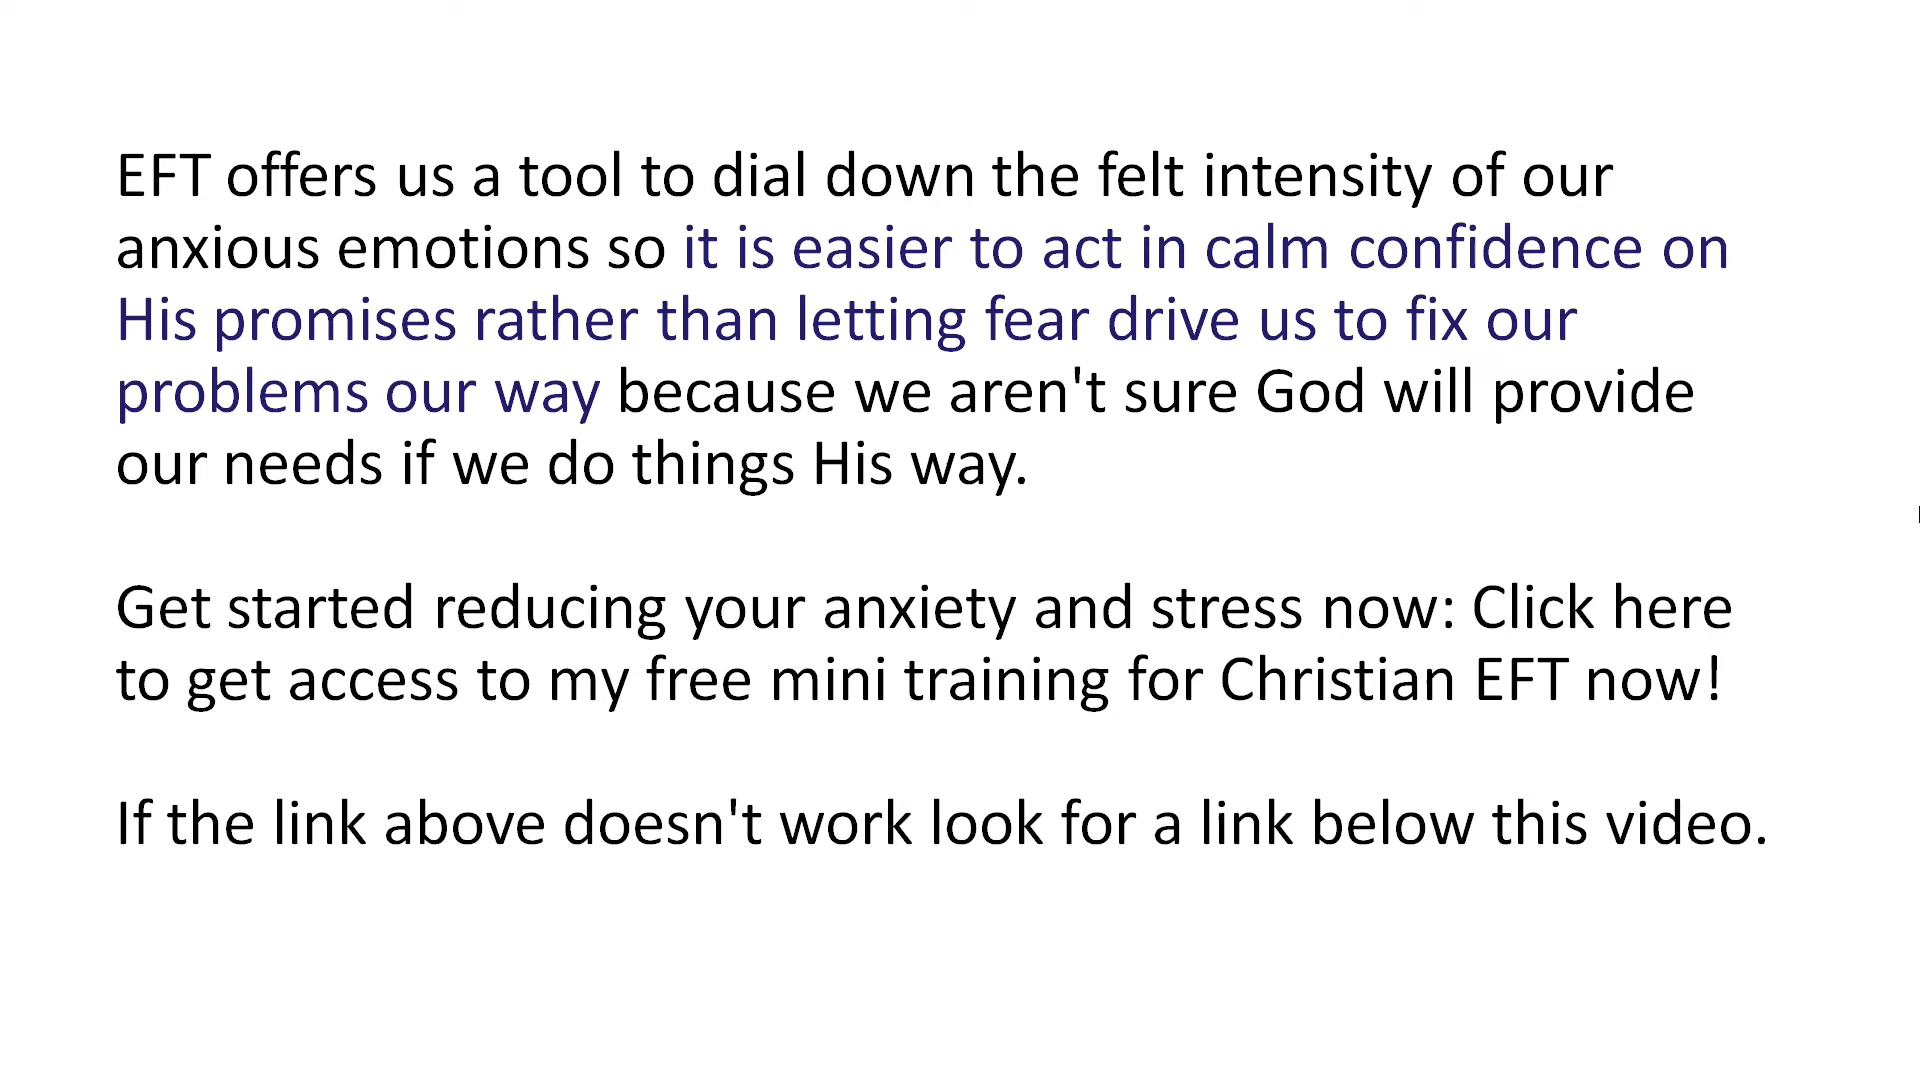 EFT offers us a tool to dial down the felt intensity of our
anxious emotions so it is easier to act in calm confidence on
His promises rather than letting fear drive us to fix our
problems our way because we aren't sure God will provide
our needs if we do things His way.
Get started reducing your anxiety and stress now: Click here
to get access to my free mini training for Christian EFT now!
If the link above doesn't work look for a link below this video.